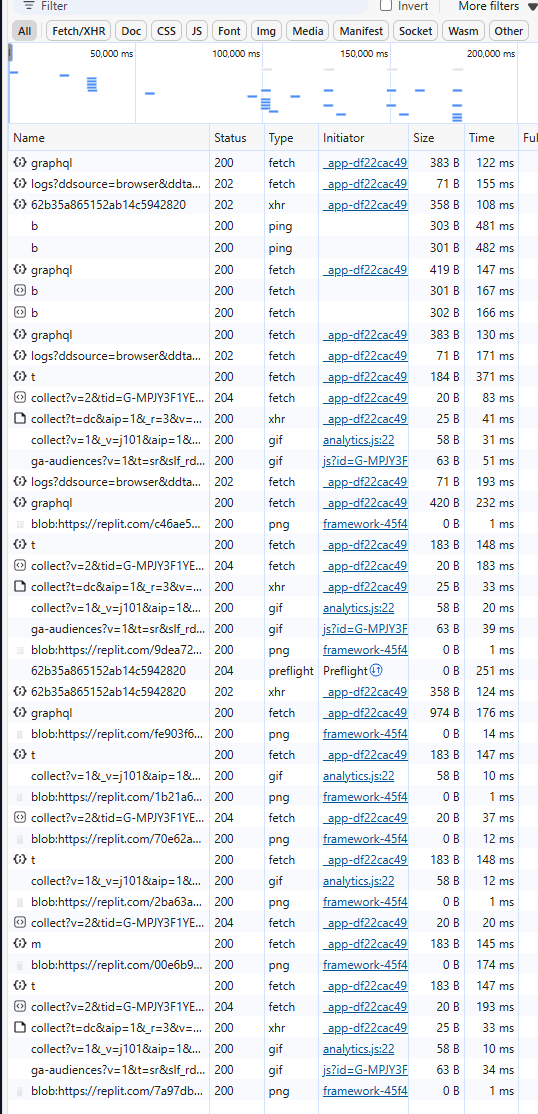 Filter Invert More filters
All Fetch/XHR Doc CSS JS Font Img Media Manifest Socket Wasm Other
50,000 ms 100,000 ms 150,000 ms 200,000 ms
Name Status Type Initiator Size Time Ful
graphql 200 fetch _app-df22cac49 383 B 122 ms
logs?ddsource=browser&ddta... 202 fetch _app-df22cac49 71 B 155 ms
62b35a865152ab14c5942820 202 xhr _app-df22cac49 358 B 108 ms
b 200 ping 303 B 481 ms
b 200 ping 301 B 482 ms
graphql 200 fetch _app-df22cac49 419 B 147 ms
b 200 fetch 301 B 167 ms
b 200 fetch 302 B 166 ms
graphql 200 fetch _app-df22cac49 383 B 130 ms
logs?ddsource=browser&ddta... 202 fetch _app-df22cac49 71 B 171 ms
t 200 fetch _app-df22cac49 184 B 371 ms
collect?v=2&tid=G-MPJY3F1YE... 204 fetch _app-df22cac49 20 B 83 ms
collect?t=dc&aip=1&_r=3&v=... 200 xhr _app-df22cac49 25 B 41 ms
collect?v=1&_v=j101&aip=1&... 200 gif analytics.js:22 58 B 31 ms
ga-audiences?v=1&t=sr&slf_rd... 200 gif js?id=G-MPJY3F 63 B 51 ms
logs?ddsource=browser&ddta... 202 fetch _app-df22cac49 71 B 193 ms
graphql 200 fetch _app-df22cac49 420 B 232 ms
blob:https://replit.com/c46ae5... 200 png framework-45f4 0 B 1 ms
t 200 fetch _app-df22cac49 183 B 148 ms
collect?v=2&tid=G-MPJY3F1YE... 204 fetch _app-df22cac49 20 B 183 ms
collect?t=dc&aip=1&_r=3&v=... 200 xhr _app-df22cac49 25 B 33 ms
collect?v=1&_v=j101&aip=1&... 200 gif analytics.js:22 58 B 20 ms
ga-audiences?v=1&t=sr&slf_rd... 200 gif js?id=G-MPJY3F 63 B 39 ms
blob:https://replit.com/9dea72... 200 png framework-45f4 0 B 1 ms
62b35a865152ab14c5942820 204 preflight Preflight 0 B 251 ms
62b35a865152ab14c5942820 202 xhr _app-df22cac49 358 B 124 ms
graphql 200 fetch _app-df22cac49 974 B 176 ms
blob:https://replit.com/fe903f6... 200 png framework-45f4 0 B 14 ms
t 200 fetch _app-df22cac49 183 B 147 ms
collect?v=1&_v=j101&aip=1&... 200 gif analytics.js:22 58 B 10 ms
blob:https://replit.com/1b21a6... 200 png framework-45f4 0 B 1 ms
collect?v=2&tid=G-MPJY3F1YE... 204 fetch _app-df22cac49 20 B 37 ms
blob:https://replit.com/70e62a... 200 png framework-45f4 0 B 12 ms
t 200 fetch _app-df22cac49 183 B 148 ms
collect?v=1&_v=j101&aip=1&... 200 gif analytics.js:22 58 B 12 ms
blob:https://replit.com/2ba63a... 200 png framework-45f4 0 B 1 ms
collect?v=2&tid=G-MPJY3F1YE... 204 fetch _app-df22cac49 20 B 20 ms
m 200 fetch _app-df22cac49 183 B 145 ms
blob:https://replit.com/00e6b9... 200 png framework-45f4 0 B 174 ms
t 200 fetch _app-df22cac49 183 B 147 ms
collect?v=2&tid=G-MPJY3F1YE... 204 fetch _app-df22cac49 20 B 193 ms
collect?t=dc&aip=1&_r=3&v=... 200 xhr _app-df22cac49 25 B 33 ms
collect?v=1&_v=j101&aip=1&... 200 gif analytics.js:22 58 B 10 ms
ga-audiences?v=1&t=sr&slf_rd... 200 gif js?id=G-MPJY3F 63 B 34 ms
blob:https://replit.com/7a97db... 200 png framework-45f4 0 B 1 ms